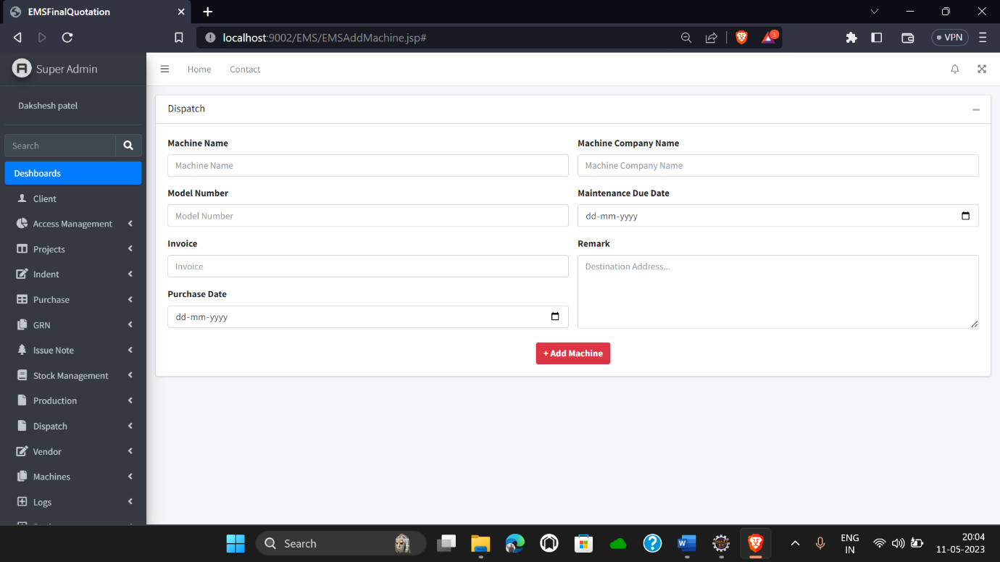 EMSFinalQuotation
localhost:9002/EMS/EMSAddMachine.jsp#
3
VPN
Super Admin
Home Contact
Dakshesh patel
Search
Deshboards
Client
Access Management
Projects
Indent
Purchase
GRN
Issue Note
Stock Management
Production
Dispatch
Vendor
Machines
Logs
Dispatch
Machine Name Machine Company Name
Machine Name Machine Company Name
Model Number Maintenance Due Date
Model Number dd-mm-yyyy
Invoice Remark
Invoice Destination Address...
Purchase Date
dd-mm-yyyy
+ Add Machine
Search
ENG
IN
20:04
11-05-2023